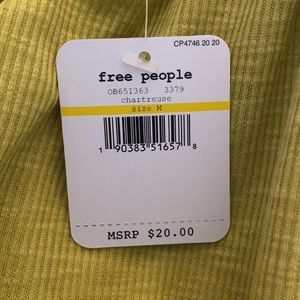 CP4746 20 20
free people
OB651363 3379
chartreuse
size M
1 90383 51657 8
MSRP $20.00